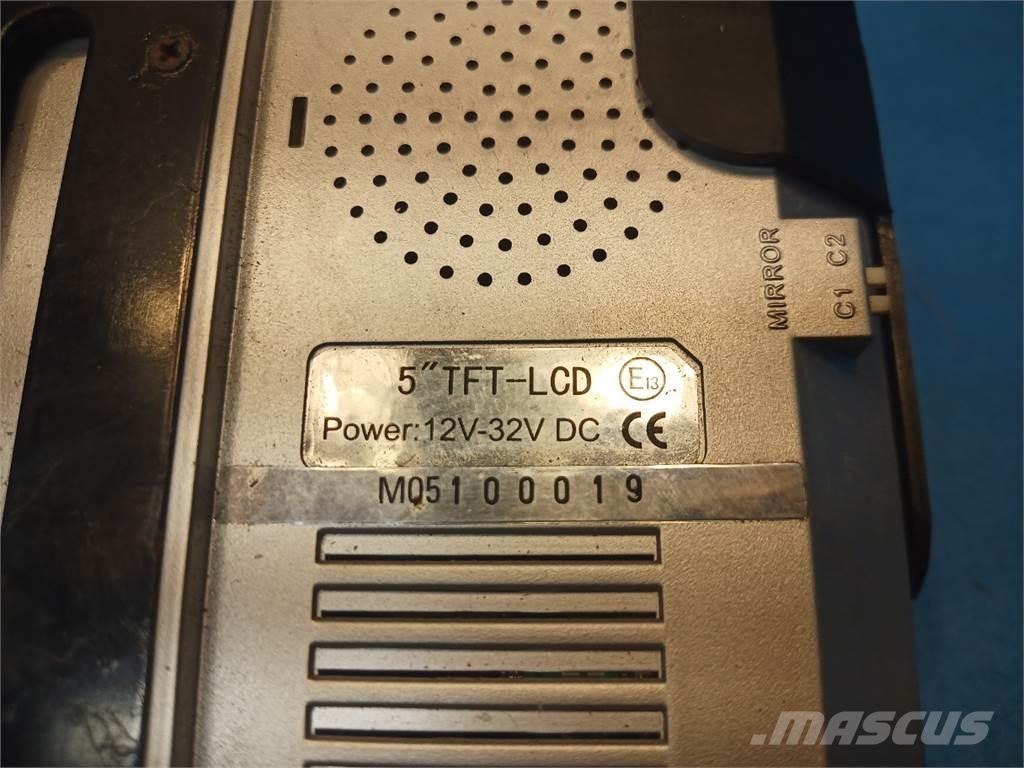 MIRROR
C1 C2
5" TFT-LCD E13
Power:12V-32V DC CE
M05100019
MASCUS